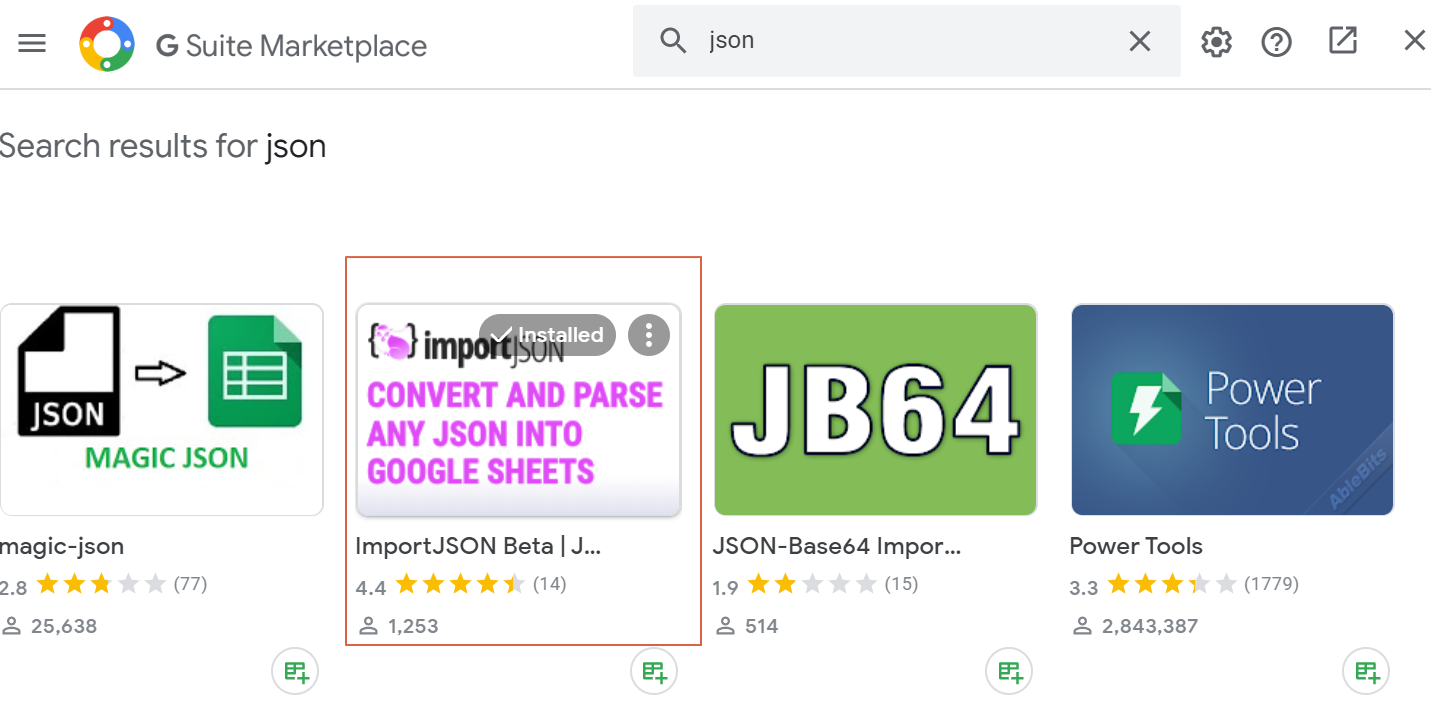 G Suite Marketplace
json
Search results for json
JSON
MAGIC JSON
magic-json
2.8 (77)
25,638
Installed
importJSON
CONVERT AND PARSE
ANY JSON INTO
GOOGLE SHEETS
ImportJSON Beta | J...
4.4 (14)
1,253
JB64
JSON-Base64 Impor...
1.9 (15)
514
Power
Tools
AbleBits
Power Tools
3.3 (1779)
2,843,387